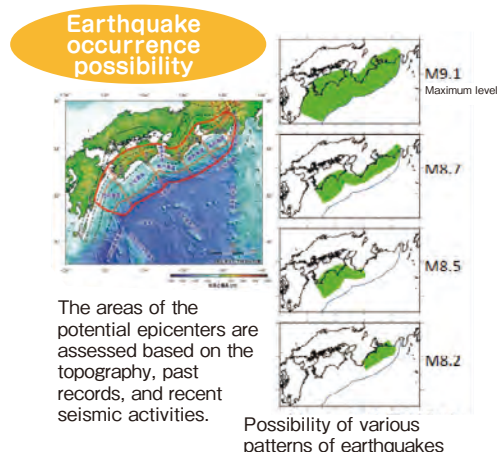 Earthquake
occurrence
possibility
M9.1
Maximum level
M8.7
M8.5
M8.2
The areas of the
potential epicenters are
assessed based on the
topography, past
records, and recent
seismic activities.
Possibility of various
patterns of earthquakes